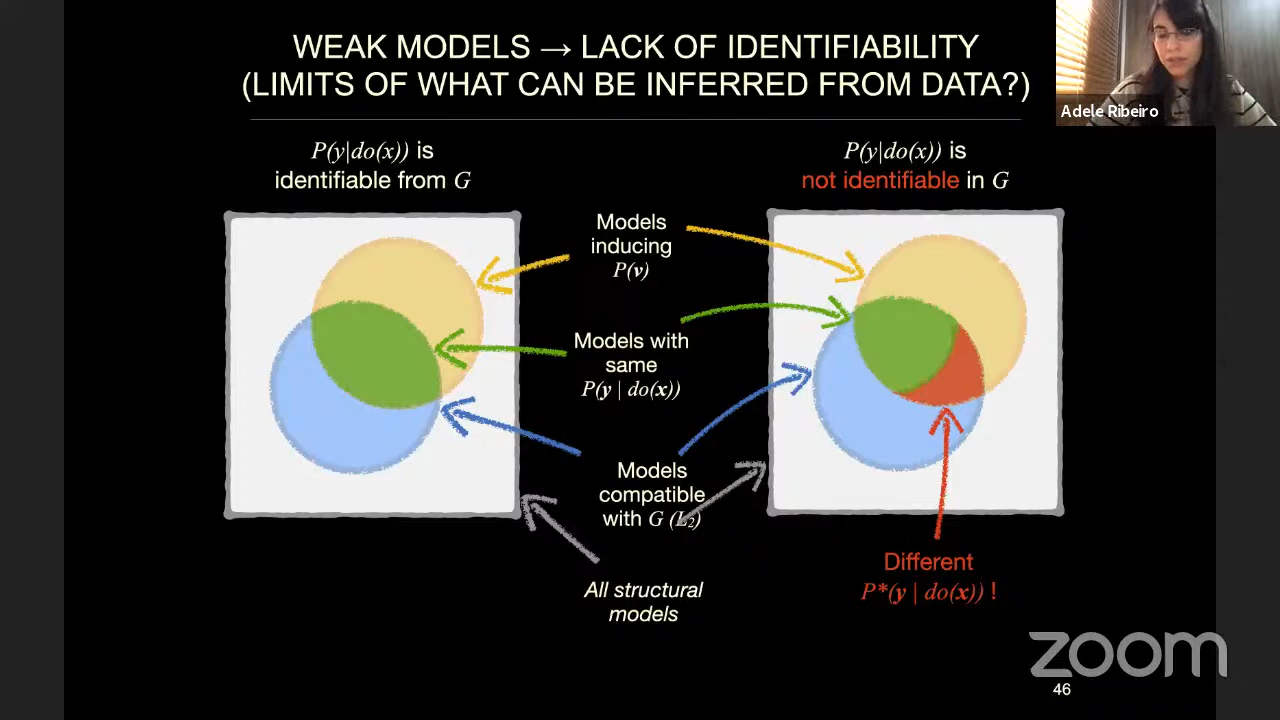 WEAK MODELS → LACK OF IDENTIFIABILITY
(LIMITS OF WHAT CAN BE INFERRED FROM DATA?)
Adele Ribeiro
P(y|do(x)) is
identifiable from G
P(y|do(x)) is
not identifiable in G
Models
inducing
P(v)
Models with
same
P(y | do(x))
Models
compatible
with G (L₂)
All structural
models
Different
P*(y | do(x)) !
zoom
46